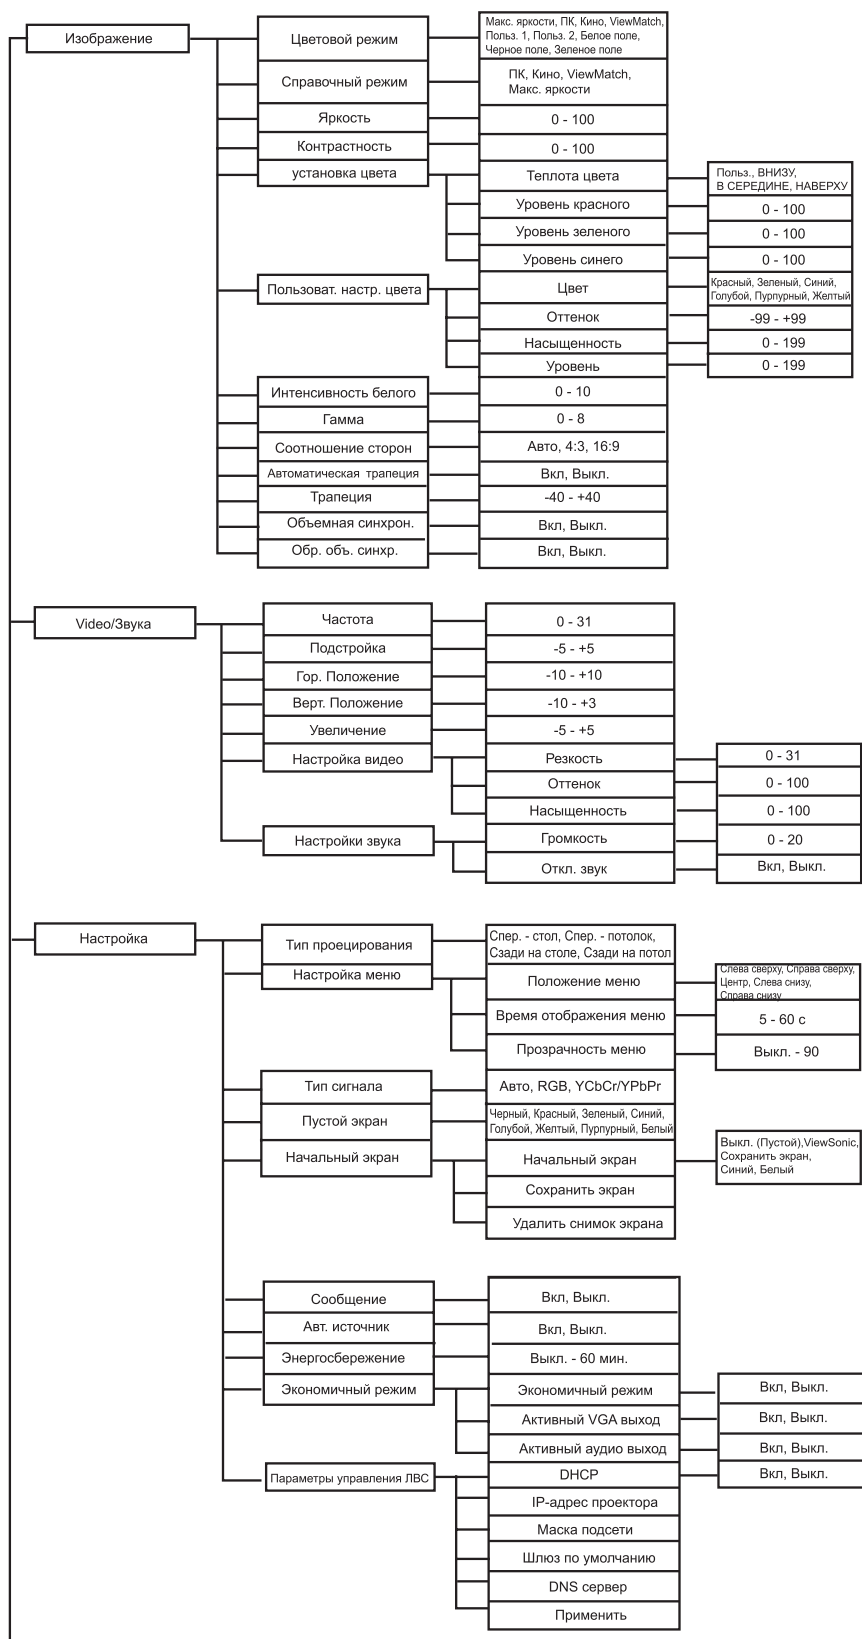 Изображение
Цветовой режим
Макс. яркости, ПК, Кино, ViewMatch,
Польз. 1, Польз. 2, Белое поле,
Черное поле, Зеленое поле
Справочный режим
ПК, Кино, ViewMatch,
Макс. яркости
Яркость
0 - 100
Контрастность
0 - 100
установка цвета
Теплота цвета
Польз., ВНИЗУ,
В СЕРЕДИНЕ, НАВЕРХУ
Уровень красного
0 - 100
Уровень зеленого
0 - 100
Уровень синего
0 - 100
Пользоват. настр. цвета
Цвет
Красный, Зеленый, Синий,
Голубой, Пурпурный, Желтый
Оттенок
-99 - +99
Насыщенность
0 - 199
Уровень
0 - 199
Интенсивность белого
0 - 10
Гамма
0 - 8
Соотношение сторон
Авто, 4:3, 16:9
Автоматическая трапеция
Вкл, Выкл.
Трапеция
-40 - +40
Объемная синхрон.
Вкл, Выкл.
Обр. об. синхр.
Вкл, Выкл.
Video/Звука
Частота
0 - 31
Подстройка
-5 - +5
Гор. Положение
-10 - +10
Верт. Положение
-10 - +3
Увеличение
-5 - +5
Настройка видео
Резкость
0 - 31
Оттенок
0 - 100
Насыщенность
0 - 100
Настройки звука
Громкость
0 - 20
Откл. звук
Вкл, Выкл.
Настройка
Тип проецирования
Спер. - стол, Спер. - потолок,
Сзади на столе, Сзади на потол
Настройка меню
Положение меню
Слева сверху, Справа сверху,
Центр, Слева снизу,
Справа снизу
Время отображения меню
5 - 60 с
Прозрачность меню
Выкл. - 90
Тип сигнала
Авто, RGB, YCbCr/YPbPr
Пустой экран
Черный, Красный, Зеленый, Синий,
Голубой, Желтый, Пурпурный, Белый
Начальный экран
Начальный экран
Выкл. (Пустой),ViewSonic,
Сохранить экран,
Синий, Белый
Сохранить экран
Удалить снимок экрана
Сообщение
Вкл, Выкл.
Авт. источник
Вкл, Выкл.
Энергосбережение
Выкл. - 60 мин.
Экономичный режим
Экономичный режим
Вкл, Выкл.
Активный VGA выход
Вкл, Выкл.
Активный аудио выход
Вкл, Выкл.
Параметры управления ЛВС
DHCP
Вкл, Выкл.
IP-адрес проектора
Маска подсети
Шлюз по умолчанию
DNS сервер
Применить